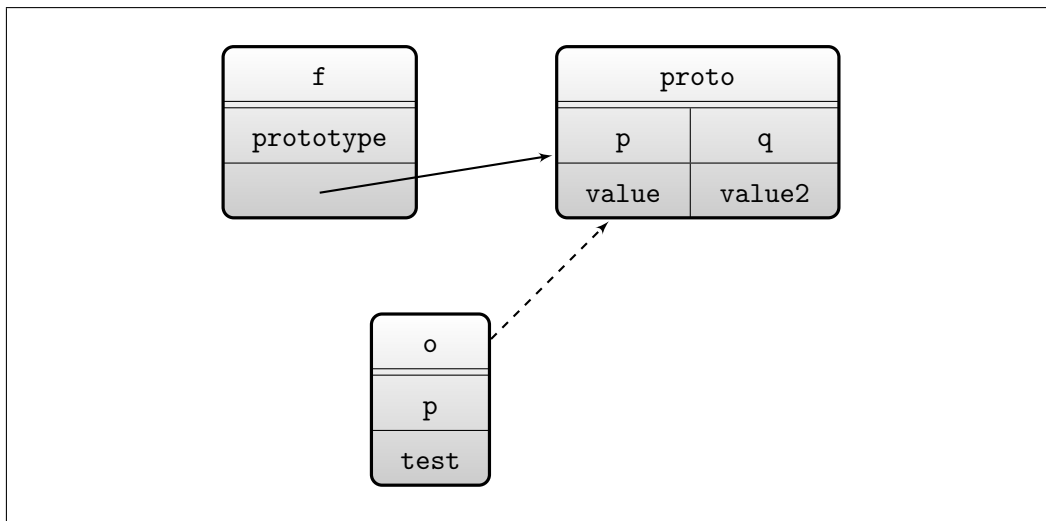 f
prototype
proto
p q
value value2
o
p
test